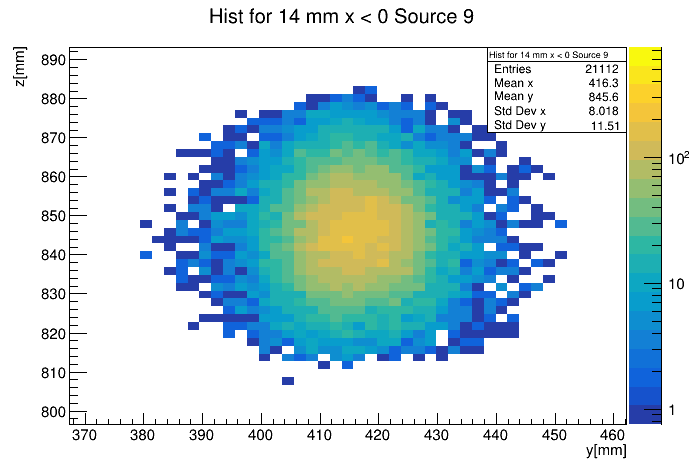 Hist for 14 mm x < 0 Source 9
z[mm]
890
880
870
860
850
840
830
820
810
800
Hist for 14 mm x < 0 Source 9
Entries 21112
Mean x 416.3
Mean y 845.6
Std Dev x 8.018
Std Dev y 11.51
10²
10
1
370 380 390 400 410 420 430 440 450 460
y[mm]